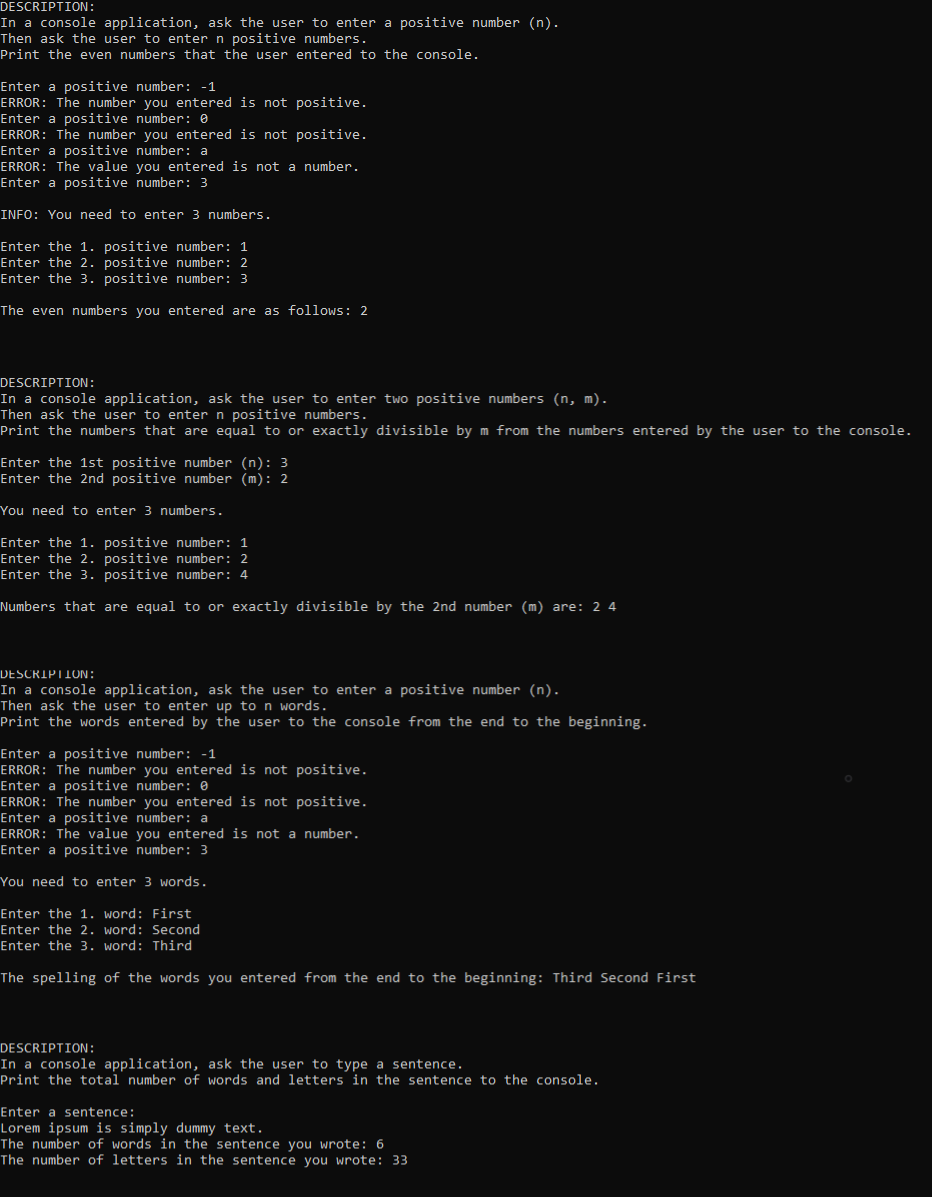 DESCRIPTION:
In a console application, ask the user to enter a positive number (n).
Then ask the user to enter n positive numbers.
Print the even numbers that the user entered to the console.
Enter a positive number: -1
ERROR: The number you entered is not positive.
Enter a positive number: 0
ERROR: The number you entered is not positive.
Enter a positive number: a
ERROR: The value you entered is not a number.
Enter a positive number: 3
INFO: You need to enter 3 numbers.
Enter the 1. positive number: 1
Enter the 2. positive number: 2
Enter the 3. positive number: 3
The even numbers you entered are as follows: 2
DESCRIPTION:
In a console application, ask the user to enter two positive numbers (n, m).
Then ask the user to enter n positive numbers.
Print the numbers that are equal to or exactly divisible by m from the numbers entered by the user to the console.
Enter the 1st positive number (n): 3
Enter the 2nd positive number (m): 2
You need to enter 3 numbers.
Enter the 1. positive number: 1
Enter the 2. positive number: 2
Enter the 3. positive number: 4
Numbers that are equal to or exactly divisible by the 2nd number (m) are: 2 4
DESCRIPTION:
In a console application, ask the user to enter a positive number (n).
Then ask the user to enter up to n words.
Print the words entered by the user to the console from the end to the beginning.
Enter a positive number: -1
ERROR: The number you entered is not positive.
Enter a positive number: 0
ERROR: The number you entered is not positive.
Enter a positive number: a
ERROR: The value you entered is not a number.
Enter a positive number: 3
You need to enter 3 words.
Enter the 1. word: First
Enter the 2. word: Second
Enter the 3. word: Third
The spelling of the words you entered from the end to the beginning: Third Second First
DESCRIPTION:
In a console application, ask the user to type a sentence.
Print the total number of words and letters in the sentence to the console.
Enter a sentence:
Lorem ipsum is simply dummy text.
The number of words in the sentence you wrote: 6
The number of letters in the sentence you wrote: 33